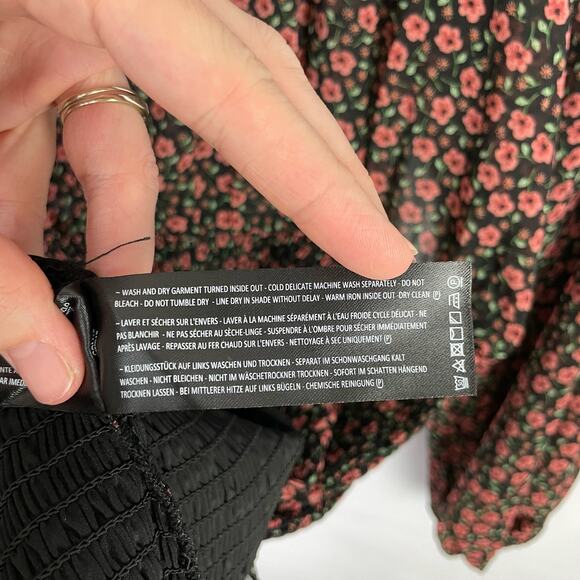 – WASH AND DRY GARMENT TURNED INSIDE OUT - COLD DELICATE MACHINE WASH SEPARATELY - DO NOT
BLEACH - DO NOT TUMBLE DRY - LINE DRY IN SHADE WITHOUT DELAY - WARM IRON INSIDE OUT-DRY CLEAN Ⓟ
– LAVER ET SÉCHER SUR L'ENVERS - LAVER À LA MACHINE SÉPARÉMENT À L'EAU FROIDE CYCLE DÉLICAT - NE
PAS BLANCHIR - NE PAS SÉCHER AU SÈCHE-LINGE - SUSPENDRE À L'OMBRE POUR SÉCHER IMMÉDIATEMENT
APRÈS LAVAGE - REPASSER AU FER CHAUD SUR L'ENVERS - NETTOYAGE À SEC UNIQUEMENT Ⓟ
– KLEIDUNGSSTÜCK AUF LINKS WASCHEN UND TROCKNEN - SEPARAT IM SCHONWASCHGANG KALT
WASCHEN - NICHT BLEICHEN - NICHT IM WÄSCHETROCKNER TROCKNEN - SOFORT IM SCHATTEN HÄNGEND
TROCKNEN LASSEN - BEI MITTLERER HITZE AUF LINKS BÜGELN - CHEMISCHE REINIGUNG Ⓟ